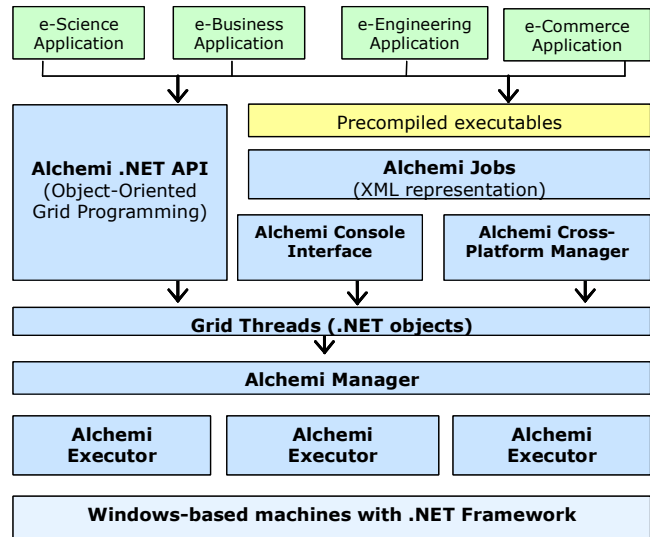 e-Science
Application
e-Business
Application
e-Engineering
Application
e-Commerce
Application
Precompiled executables
Alchemi .NET API
(Object-Oriented
Grid Programming)
Alchemi Jobs
(XML representation)
Alchemi Console
Interface
Alchemi Cross-
Platform Manager
Grid Threads (.NET objects)
Alchemi Manager
Alchemi
Executor
Alchemi
Executor
Alchemi
Executor
Windows-based machines with .NET Framework